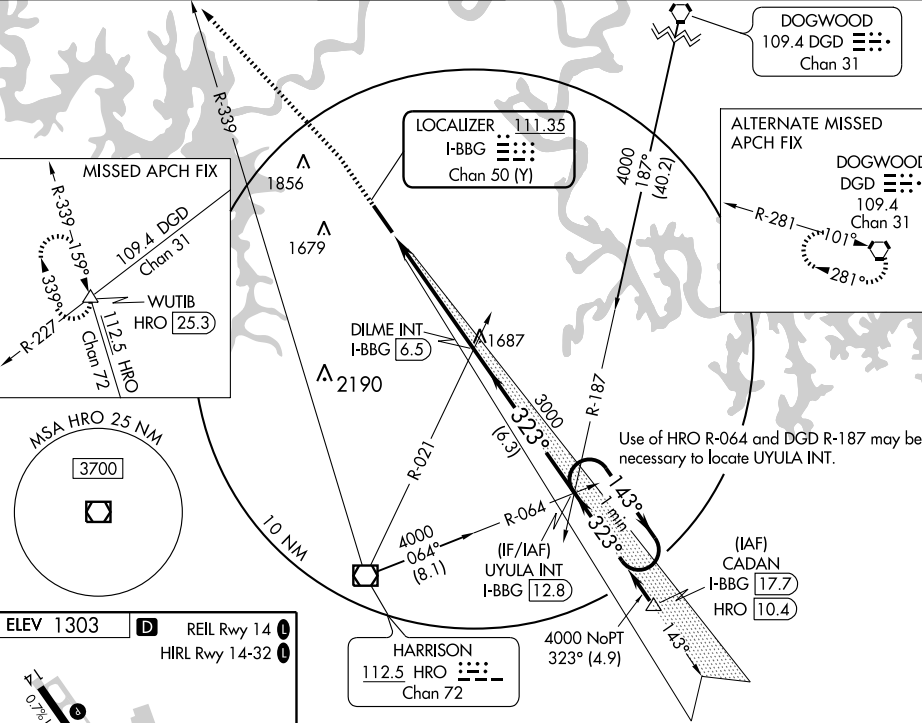 DOGWOOD
109.4 DGD
Chan 31
R-339
LOCALIZER 111.35
I-BBG
Chan 50 (Y)
4000
187°
(40.2)
ALTERNATE MISSED
APCH FIX
DOGWOOD
DGD
109.4
Chan 31
R-281
101°
281°
MISSED APCH FIX
R-339
159°
339°
109.4 DGD
Chan 31
WUTIB
HRO 25.3
R-227
112.5 HRO
Chan 72
1856
1679
DILME INT
I-BBG 6.5
1687
2190
R-187
3000
323°
(6.3)
R-021
Use of HRO R-064 and DGD R-187 may be
necessary to locate UYULA INT.
MSA HRO 25 NM
3700
143°
1 min
323°
R-064
4000
064°
(8.1)
10 NM
(IF/IAF)
UYULA INT
I-BBG 12.8
(IAF)
CADAN
I-BBG 17.7
HRO 10.4
4000 NoPT
323° (4.9)
143°
HARRISON
112.5 HRO
Chan 72
ELEV 1303
D
REIL Rwy 14 L
HIRL Rwy 14-32 L
P